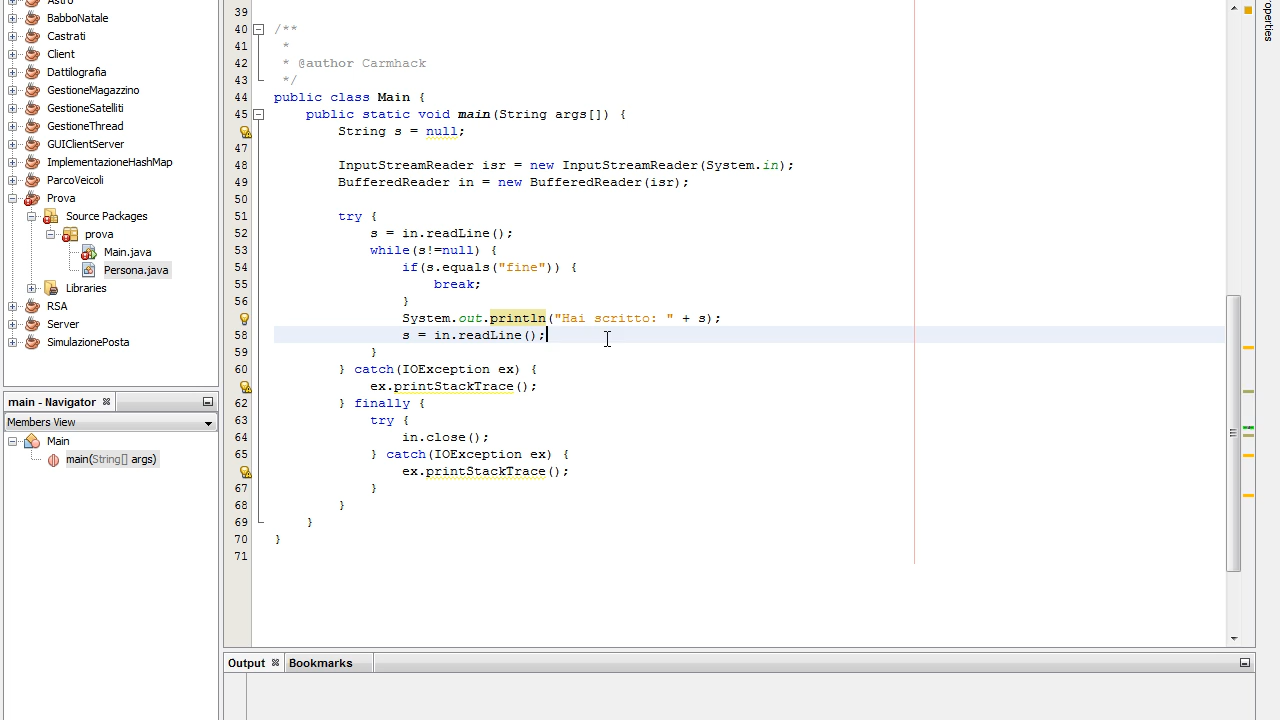 Astro
BabboNatale
Castrati
Client
Dattilografia
GestioneMagazzino
GestioneSatelliti
GestioneThread
GUIClientServer
ImplementazioneHashMap
ParcoVeicoli
Prova
Source Packages
prova
Main.java
Persona.java
Libraries
RSA
Server
SimulazionePosta
main - Navigator
Members View
Main
main(String[] args)
39
40 /**
41 *
42 * @author Carmhack
43 */
44 public class Main {
45 public static void main(String args[]) {
String s = null;
47
48 InputStreamReader isr = new InputStreamReader(System.in);
49 BufferedReader in = new BufferedReader(isr);
50
51 try {
52 s = in.readLine();
53 while(s!=null) {
54 if(s.equals("fine")) {
55 break;
56 }
System.out.println("Hai scritto: " + s);
58 s = in.readLine();
59 }
60 } catch(IOException ex) {
ex.printStackTrace();
62 } finally {
63 try {
64 in.close();
65 } catch(IOException ex) {
ex.printStackTrace();
67 }
68 }
69 }
70 }
71
Output
Bookmarks
operties